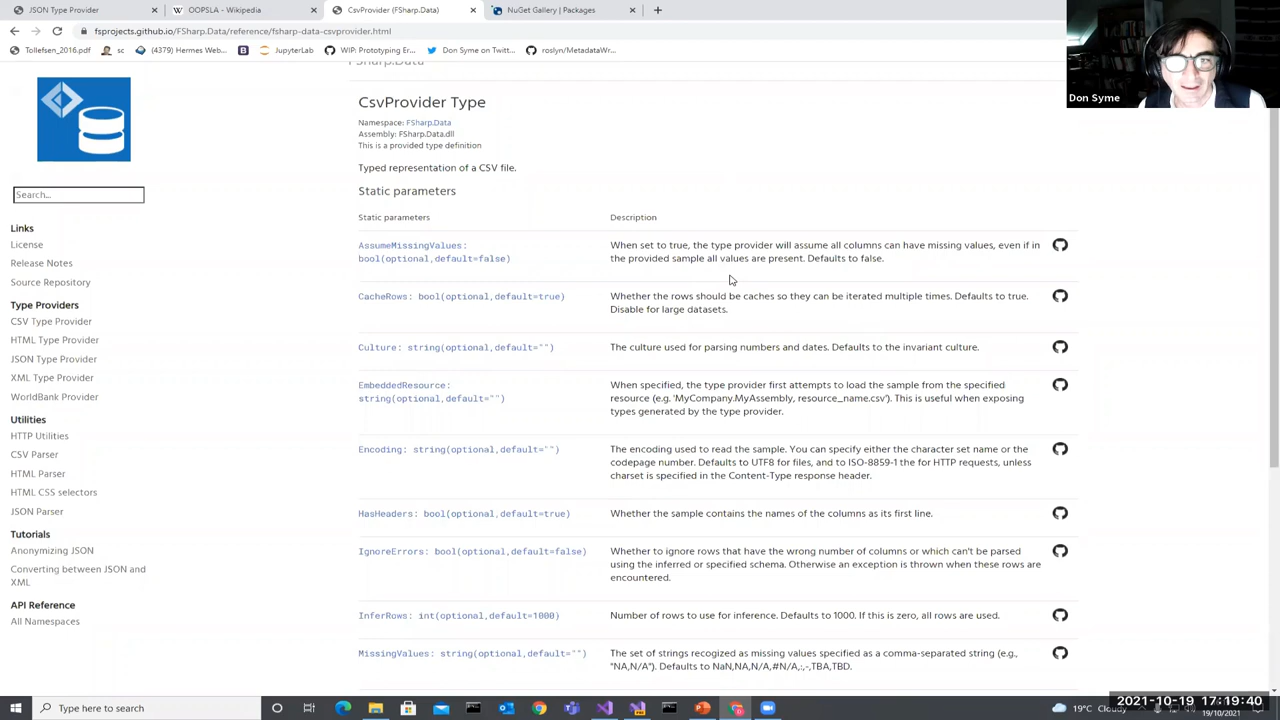 JSON Type Provider
OOPSLA - Wikipedia
CsvProvider (FSharp.Data)
NuGet Gallery | Packages
fsprojects.github.io/FSharp.Data/reference/fsharp-data-csvprovider.html
Tollefsen_2016.pdf
sc
(4379) Hermes Web...
JupyterLab
WIP: Prototyping Er...
Don Syme on Twitt...
roslyn/MetadataWr...
Don Syme
FSharp.Data
CsvProvider Type
Namespace: FSharp.Data
Assembly: FSharp.Data.dll
This is a provided type definition
Typed representation of a CSV file.
Static parameters
Static parameters Description
AssumeMissingValues:
bool(optional,default=false)
When set to true, the type provider will assume all columns can have missing values, even if in
the provided sample all values are present. Defaults to false.
CacheRows: bool(optional,default=true)
Whether the rows should be caches so they can be iterated multiple times. Defaults to true.
Disable for large datasets.
Culture: string(optional,default="")
The culture used for parsing numbers and dates. Defaults to the invariant culture.
EmbeddedResource:
string(optional,default="")
When specified, the type provider first attempts to load the sample from the specified
resource (e.g. 'MyCompany.MyAssembly, resource_name.csv'). This is useful when exposing
types generated by the type provider.
Encoding: string(optional,default="")
The encoding used to read the sample. You can specify either the character set name or the
codepage number. Defaults to UTF8 for files, and to ISO-8859-1 the for HTTP requests, unless
charset is specified in the Content-Type response header.
HasHeaders: bool(optional,default=true)
Whether the sample contains the names of the columns as its first line.
IgnoreErrors: bool(optional,default=false)
Whether to ignore rows that have the wrong number of columns or which can't be parsed
using the inferred or specified schema. Otherwise an exception is thrown when these rows are
encountered.
InferRows: int(optional,default=1000)
Number of rows to use for inference. Defaults to 1000. If this is zero, all rows are used.
MissingValues: string(optional,default="")
The set of strings recognized as missing values specified as a comma-separated string (e.g.,
"NA,N/A"). Defaults to NaN,NA,N/A,#N/A,:,-,TBA,TBD.
Search...
Links
License
Release Notes
Source Repository
Type Providers
CSV Type Provider
HTML Type Provider
JSON Type Provider
XML Type Provider
WorldBank Provider
Utilities
HTTP Utilities
CSV Parser
HTML Parser
HTML CSS selectors
JSON Parser
Tutorials
Anonymizing JSON
Converting between JSON and
XML
API Reference
All Namespaces
Type here to search
19°C Cloudy
2021-10-19 17:19:40
19/10/2021